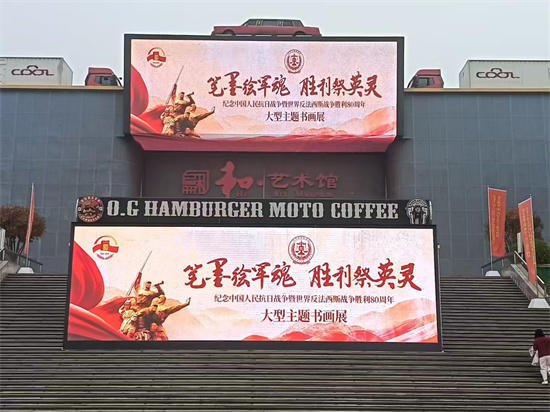 COOL
COOL
笔墨绘军魂 胜利祭英灵
纪念中国人民抗日战争暨世界反法西斯战争胜利80周年
大型主题书画展
和艺术馆
O.G HAMBURGER MOTO COFFEE
笔墨绘军魂 胜利祭英灵
纪念中国人民抗日战争暨世界反法西斯战争胜利80周年
大型主题书画展